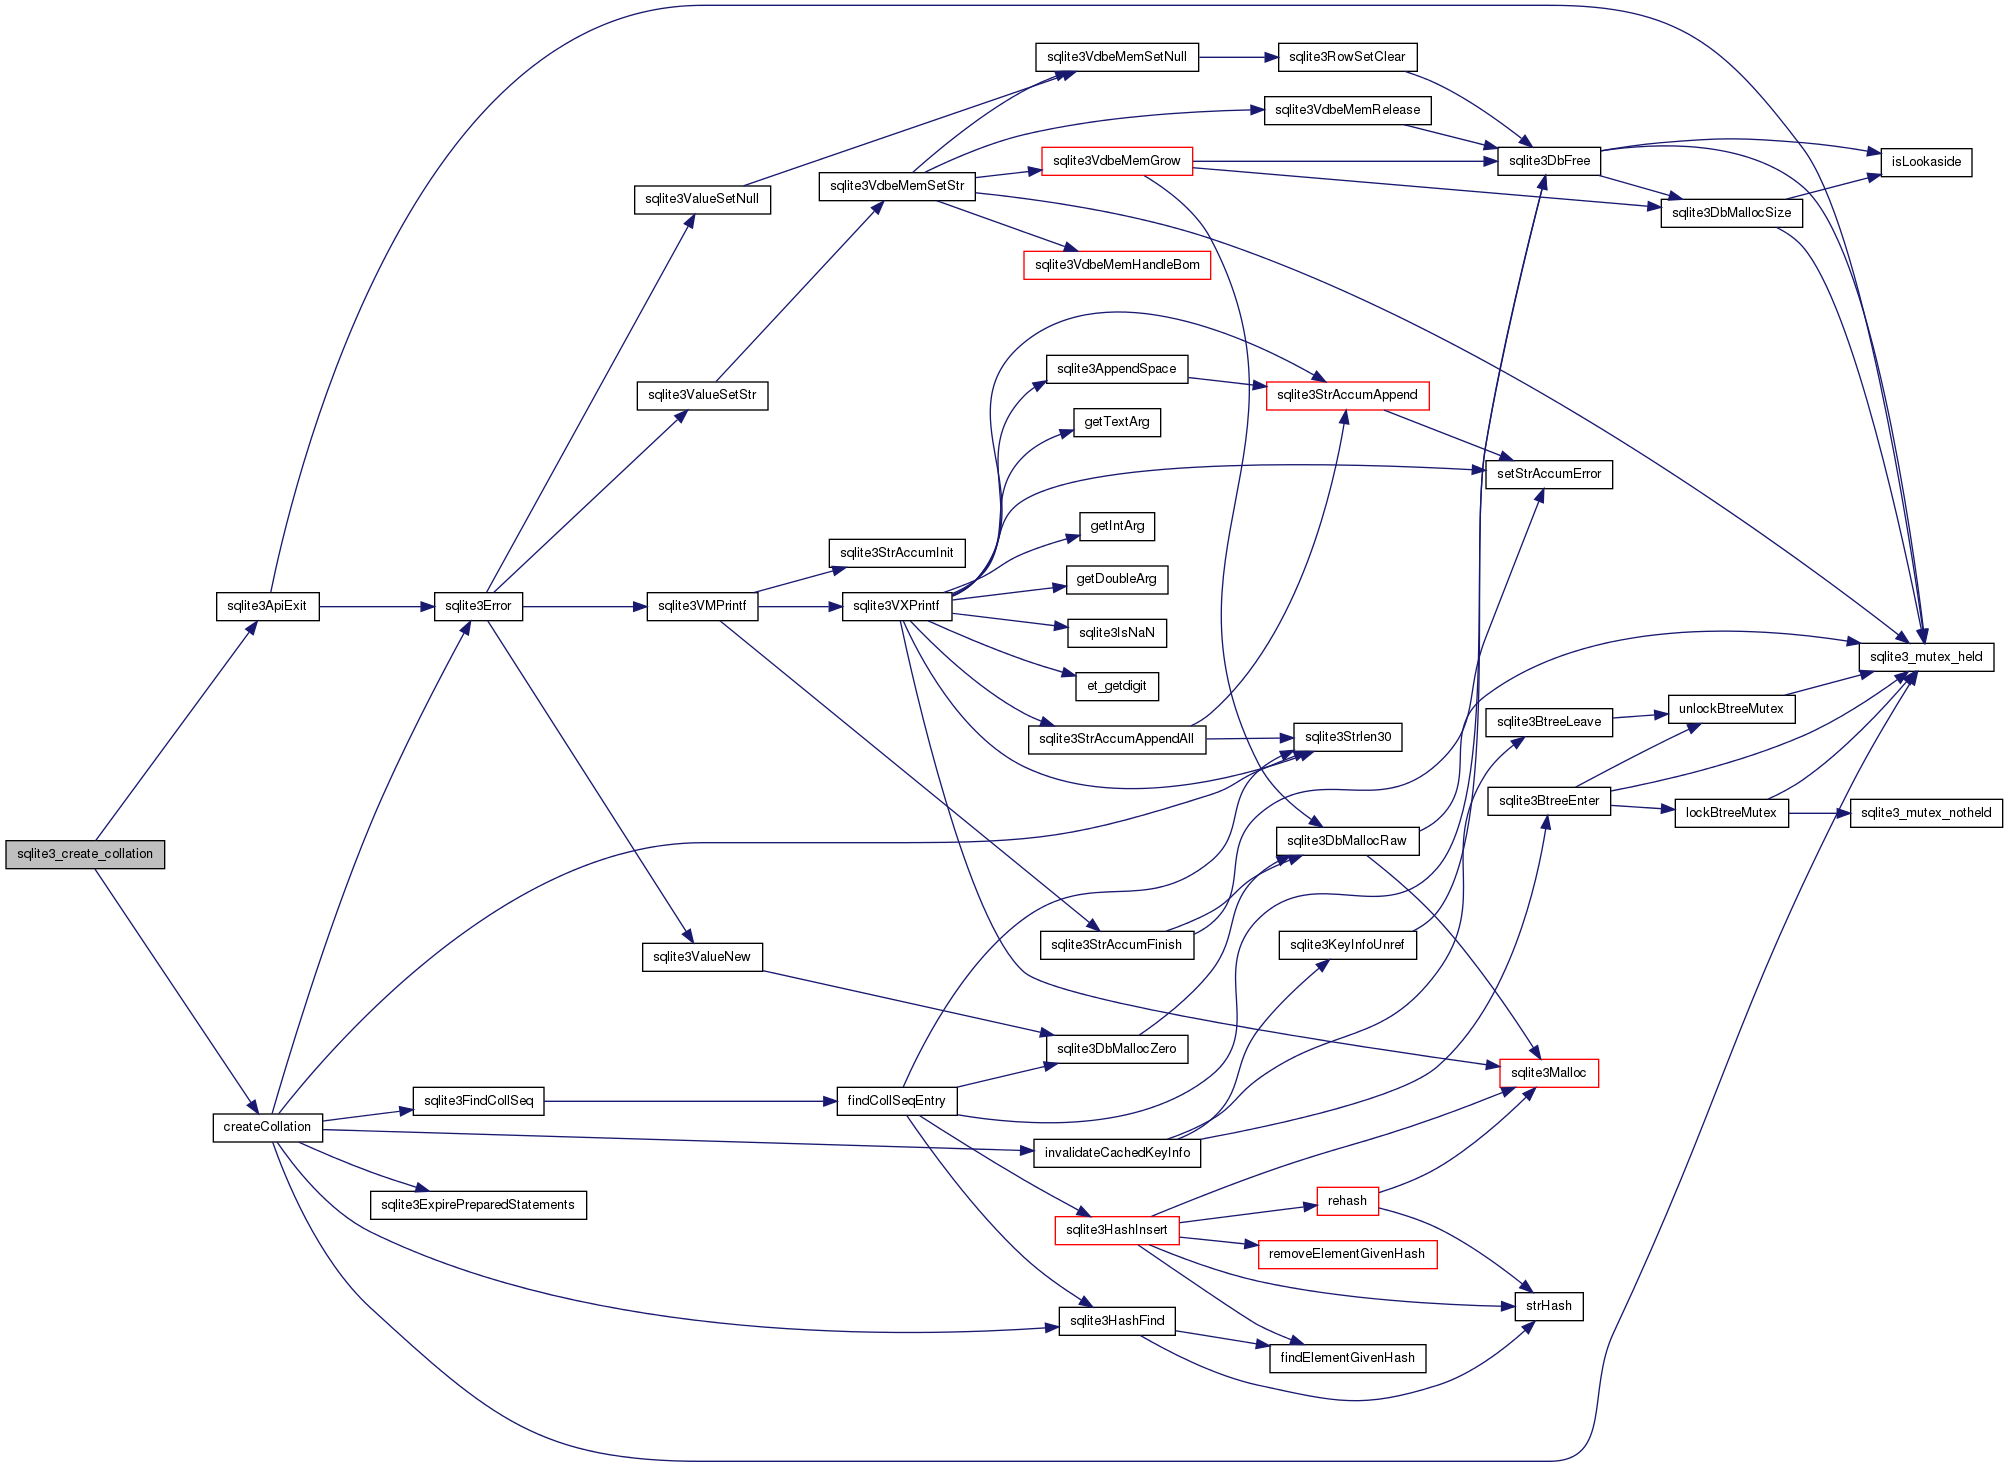 sqlite3VdbeMemSetNull
sqlite3RowSetClear
sqlite3VdbeMemRelease
sqlite3VdbeMemGrow
sqlite3DbFree
isLookaside
sqlite3ValueSetNull
sqlite3VdbeMemSetStr
sqlite3DbMallocSize
sqlite3VdbeMemHandleBom
sqlite3AppendSpace
sqlite3ValueSetStr
sqlite3StrAccumAppend
getTextArg
setStrAccumError
getIntArg
sqlite3StrAccumInit
getDoubleArg
sqlite3ApiExit
sqlite3Error
sqlite3VMPrintf
sqlite3VXPrintf
sqlite3IsNaN
sqlite3_mutex_held
et_getdigit
unlockBtreeMutex
sqlite3BtreeLeave
sqlite3StrAccumAppendAll
sqlite3Strlen30
sqlite3BtreeEnter
lockBtreeMutex
sqlite3_mutex_notheld
sqlite3_create_collation
sqlite3DbMallocRaw
sqlite3StrAccumFinish
sqlite3KeyInfoUnref
sqlite3ValueNew
sqlite3DbMallocZero
sqlite3Malloc
sqlite3FindCollSeq
findCollSeqEntry
createCollation
invalidateCachedKeyInfo
sqlite3ExpirePreparedStatements
rehash
sqlite3HashInsert
removeElementGivenHash
strHash
sqlite3HashFind
findElementGivenHash